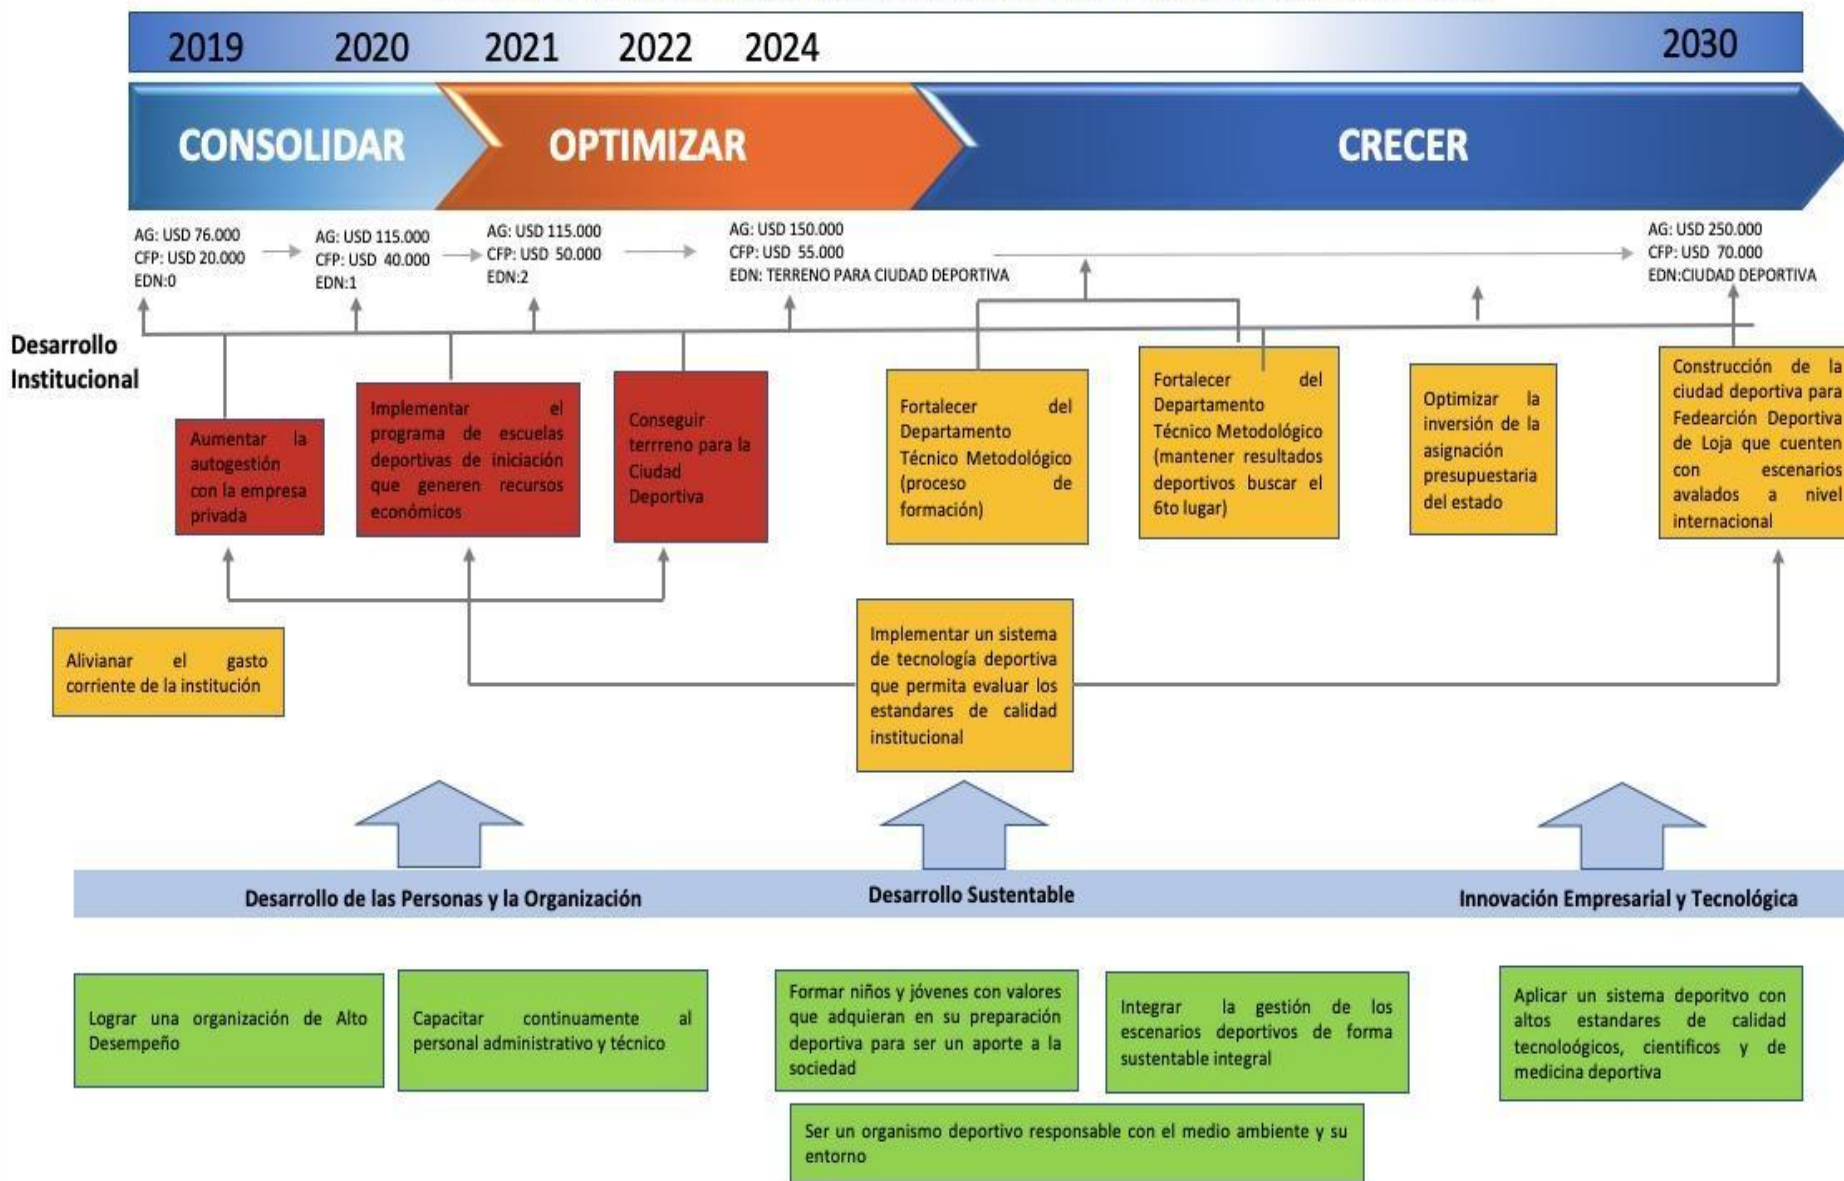 2019 2020 2021 2022 2024 2030
CONSOLIDAR OPTIMIZAR CRECER
AG: USD 76.000
CFP: USD 20.000
EDN:0
AG: USD 115.000
CFP: USD 40.000
EDN:1
AG: USD 115.000
CFP: USD 50.000
EDN:2
AG: USD 150.000
CFP: USD 55.000
EDN: TERRENO PARA CIUDAD DEPORTIVA
AG: USD 250.000
CFP: USD 70.000
EDN:CIUDAD DEPORTIVA
Desarrollo
Institucional
Aumentar la
autogestión
con la empresa
privada
Implementar el
programa de escuelas
deportivas de iniciación
que generen recursos
económicos
Conseguir
terrreno para la
Ciudad
Deportiva
Fortalecer del
Departamento
Técnico Metodológico
(proceso de
formación)
Fortalecer del
Departamento
Técnico Metodológico
(mantener resultados
deportivos buscar el
6to lugar)
Optimizar la
inversión de la
asignación
presupuestaria
del estado
Construcción de la
ciudad deportiva para
Fedearción Deportiva
de Loja que cuenten
con escenarios
avalados a nivel
internacional
Alivianar el gasto
corriente de la institución
Implementar un sistema
de tecnología deportiva
que permita evaluar los
estandares de calidad
institucional
Desarrollo de las Personas y la Organización
Desarrollo Sustentable
Innovación Empresarial y Tecnológica
Lograr una organización de Alto
Desempeño
Capacitar continuamente al
personal administrativo y técnico
Formar niños y jóvenes con valores
que adquieran en su preparación
deportiva para ser un aporte a la
sociedad
Integrar la gestión de los
escenarios deportivos de forma
sustentable integral
Aplicar un sistema deporitvo con
altos estandares de calidad
tecnoloógicos, cientificos y de
medicina deportiva
Ser un organismo deportivo responsable con el medio ambiente y su
entorno